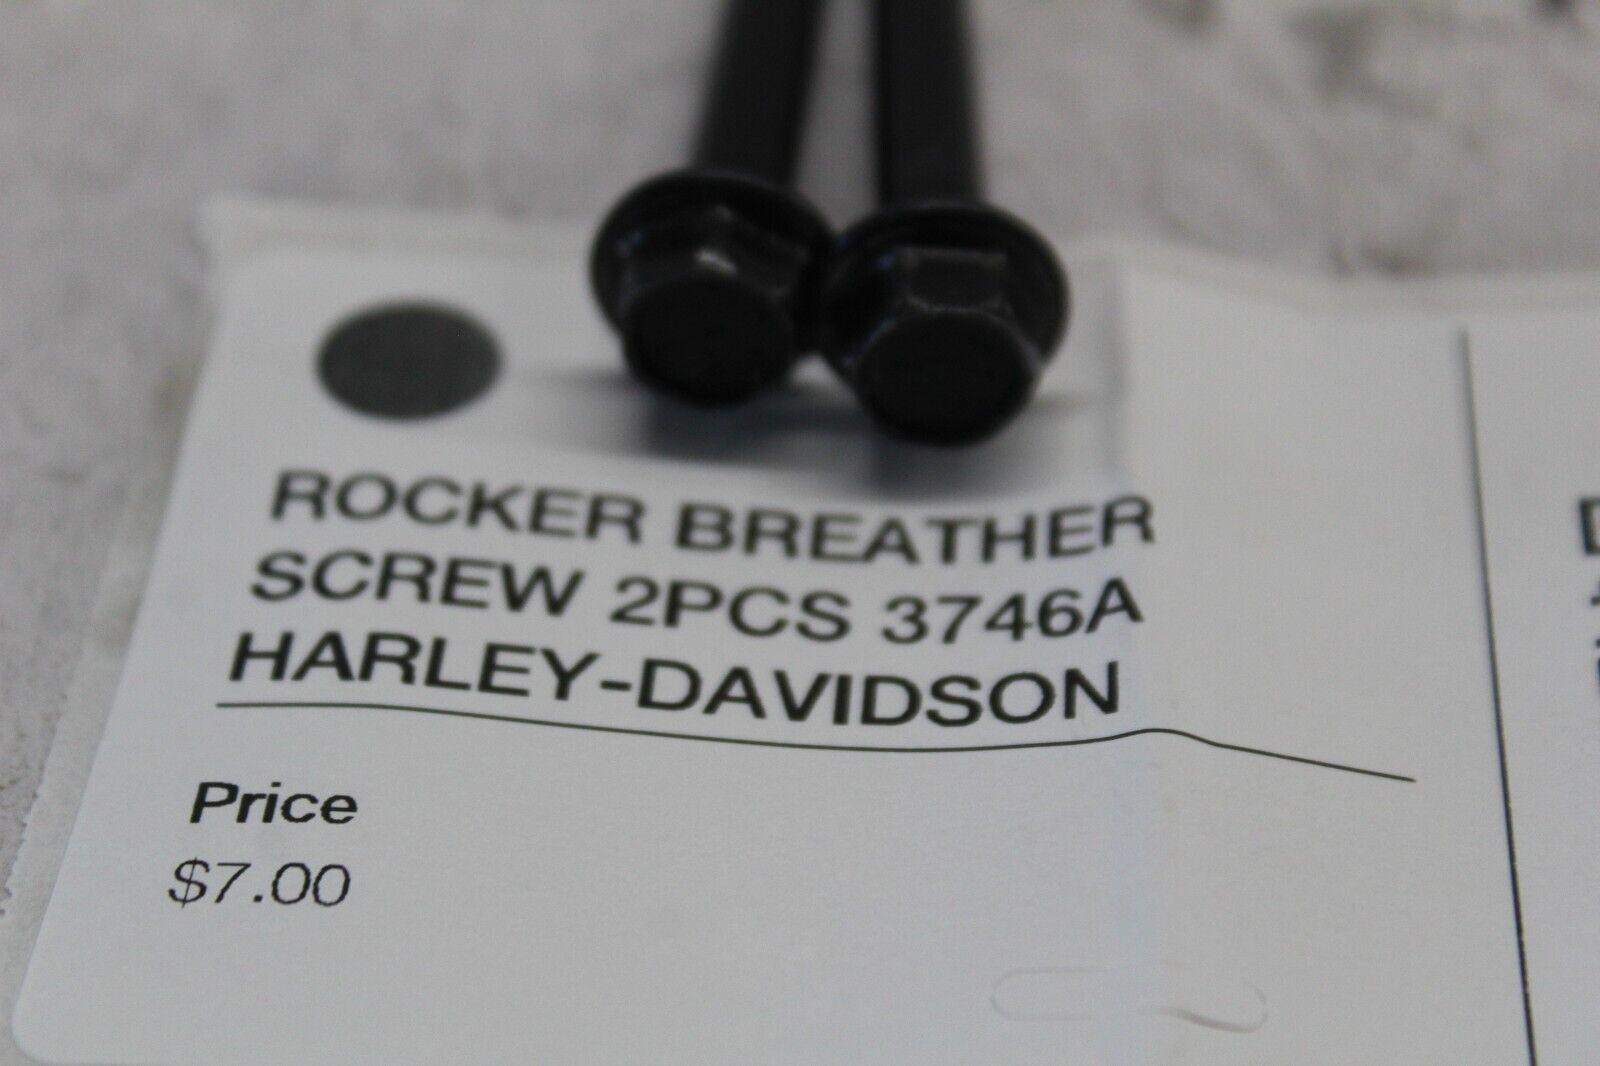 ROCKER BREATHER
SCREW 2PCS 3746A
HARLEY-DAVIDSON
Price
$7.00